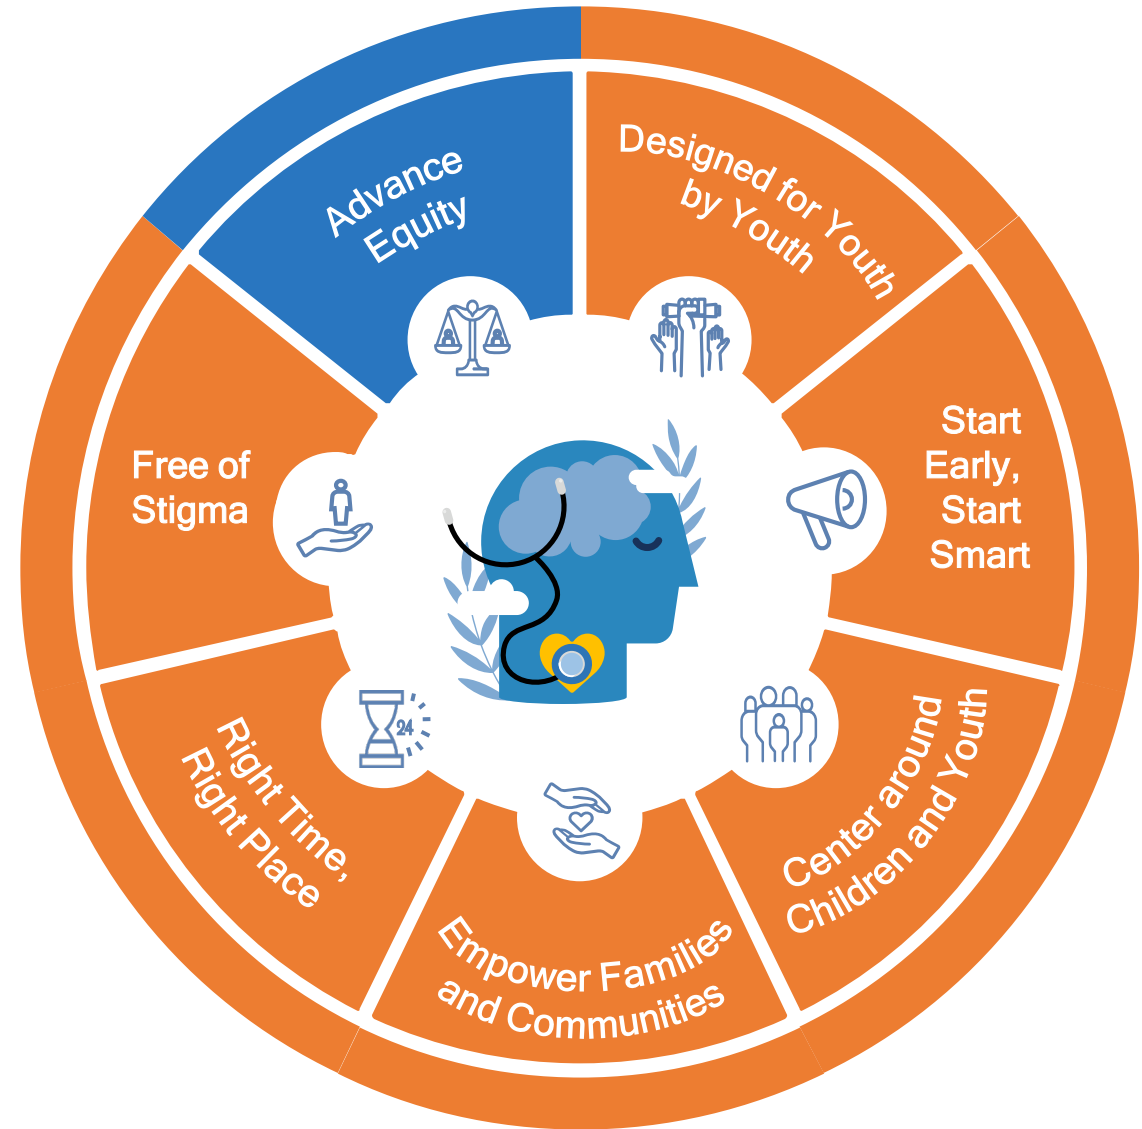 Advance
Equity
Designed for Youth
by Youth
Start
Early,
Start
Smart
Center around
Children and Youth
Empower Families
and Communities
Right Time,
Right Place
24
Free of
Stigma